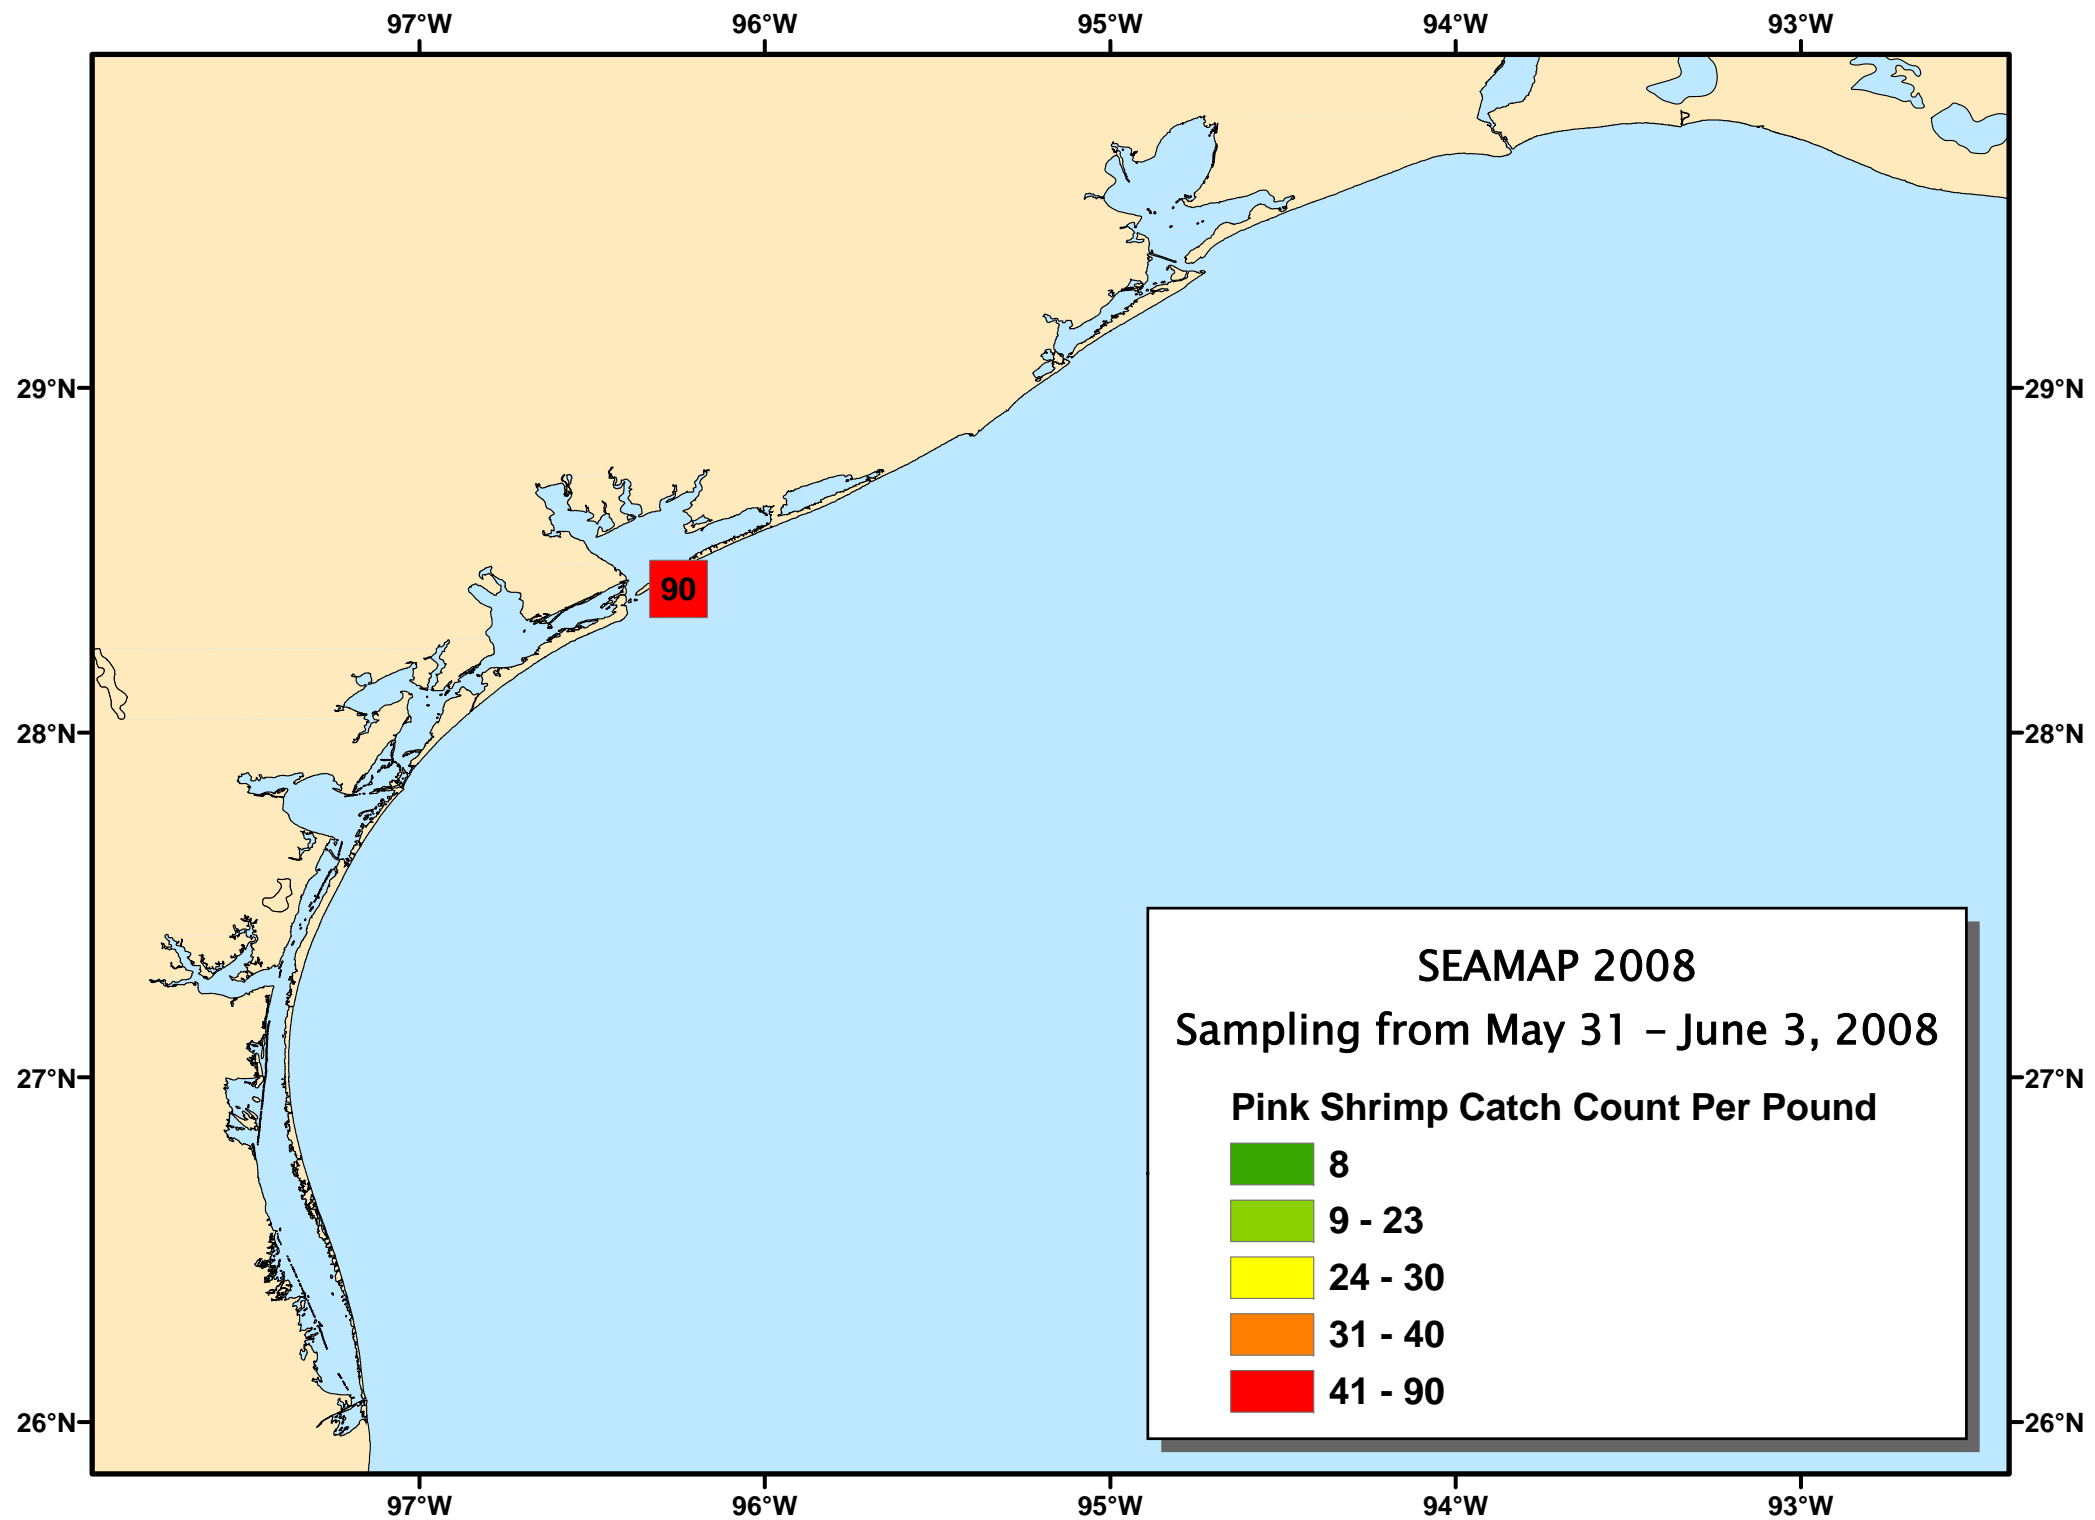 97°W 96°W 95°W 94°W 93°W
29°N 29°N
90
28°N 28°N
SEAMAP 2008
Sampling from May 31 - June 3, 2008
27°N 27°N
Pink Shrimp Catch Count Per Pound
8
9 - 23
24 - 30
31 - 40
41 - 90
26°N 26°N
97°W 96°W 95°W 94°W 93°W